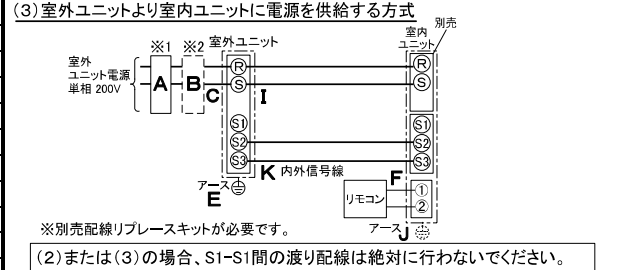 (3)室外ユニットより室内ユニットに電源を供給する方式
別売
※1 ※2 室外ユニット
室内
ユニット
室外
ユニット電源
単相 200V
A B C
R
S
I
R
S
S1
S2
S3
S1
S2
S3
K 内外信号線
アース
E
F
リモコン
1
2
アース J
※別売配線リプレースキットが必要です。
(2)または(3)の場合、S1-S1間の渡り配線は絶対に行わないでください。